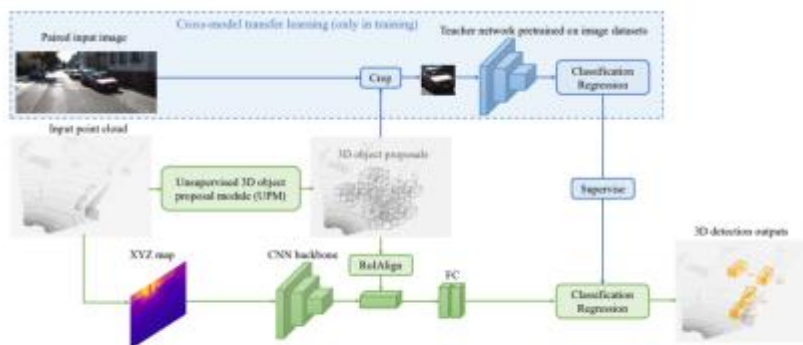 Cross-model transfer learning (only in training)
Paired input image
Teacher network pretrained on image datasets
Crop
Classification
Regression
Input point cloud
3D object proposals
Unsupervised 3D object
proposal module (UPM)
Supervise
XYZ map
CNN backbone
RoIAlign
FC
3D detection outputs
Classification
Regression